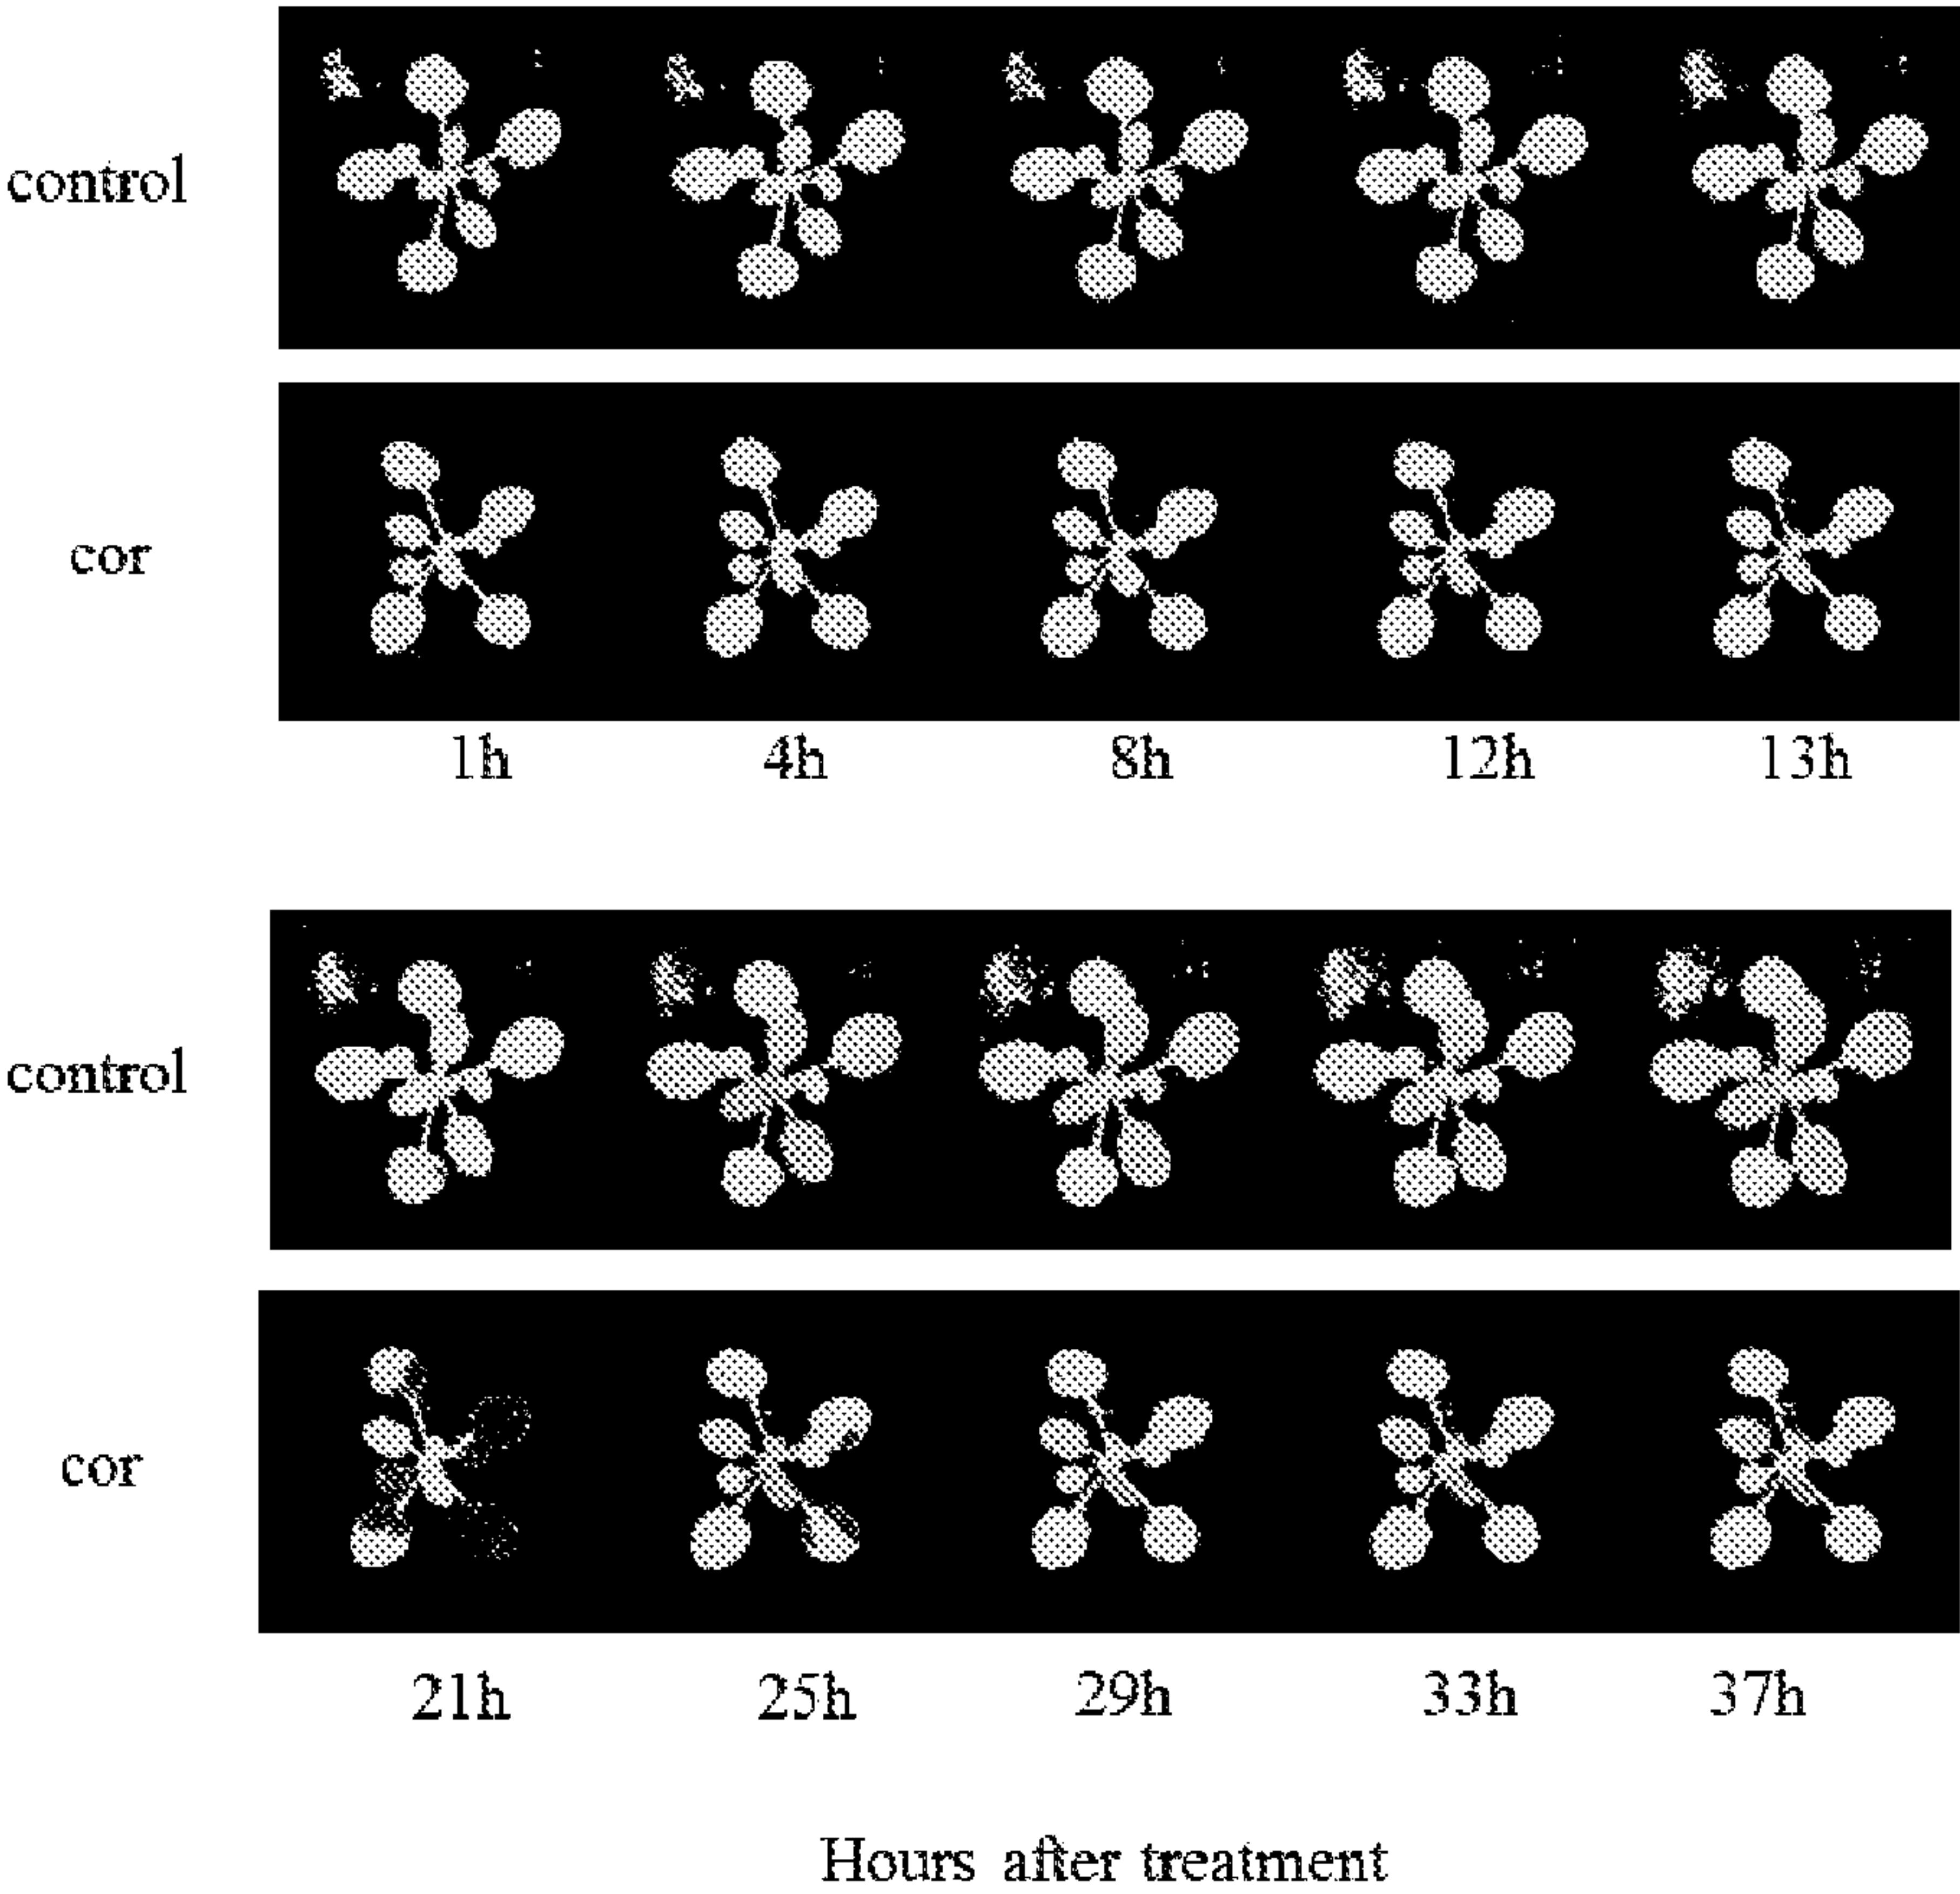 control
cor
1h 4h 8h 12h 13h
control
cor
21h 25h 29h 33h 37h
Hours after treatment